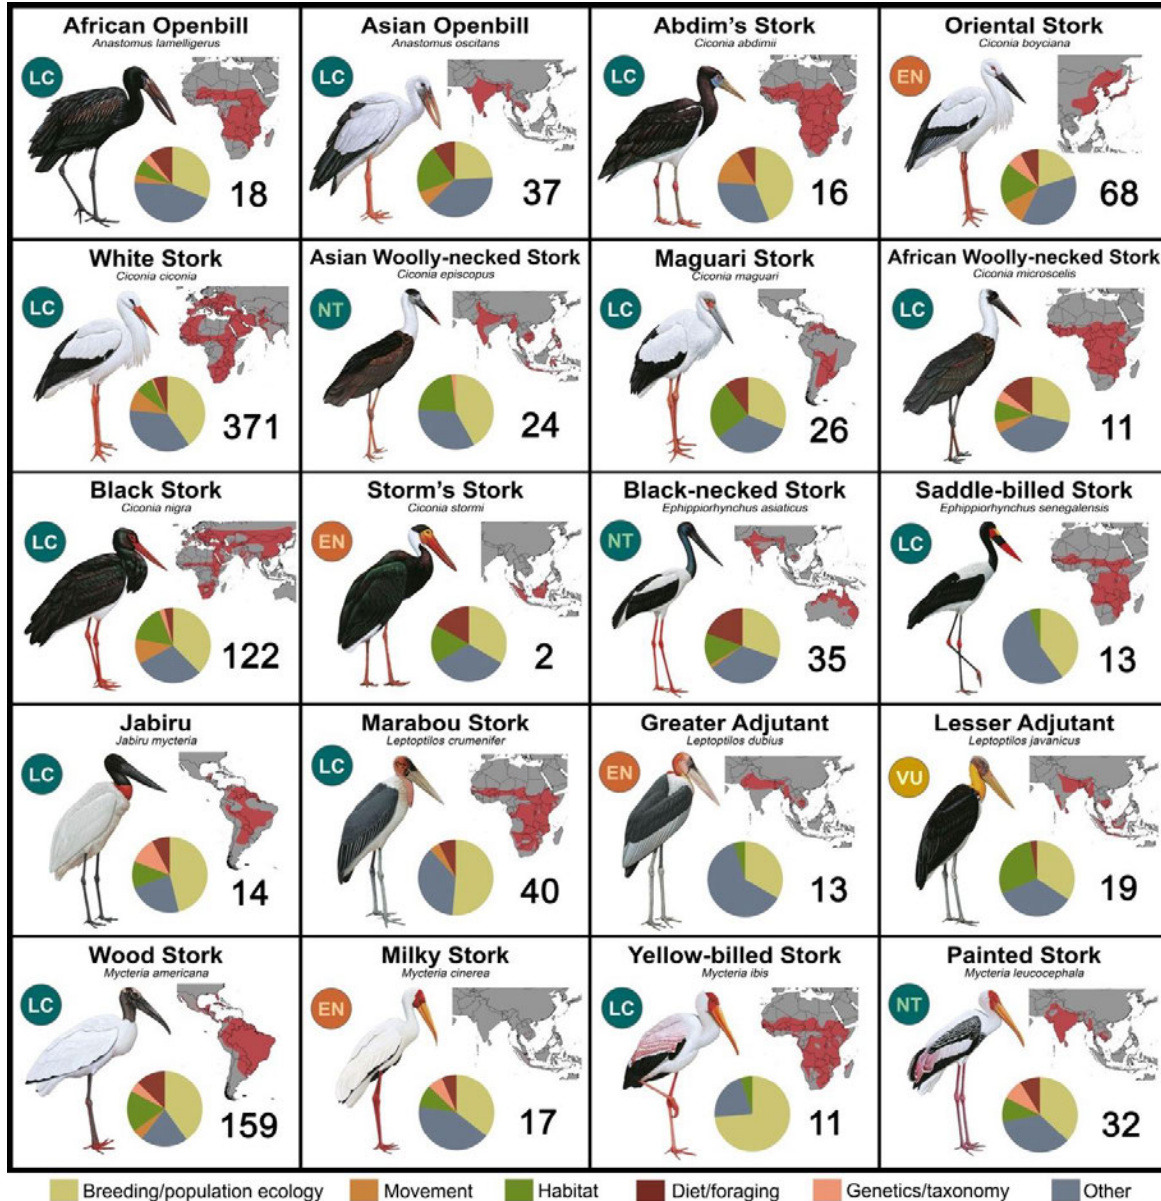 African Openbill
Anastomus lamelligerus
LC
18
Asian Openbill
Anastomus oscitans
LC
37
Abdim's Stork
Ciconia abdimii
LC
16
Oriental Stork
Ciconia boyciana
EN
68
White Stork
Ciconia ciconia
LC
371
Asian Woolly-necked Stork
Ciconia episcopus
NT
24
Maguari Stork
Ciconia maguari
LC
26
African Woolly-necked Stork
Ciconia microscelis
LC
11
Black Stork
Ciconia nigra
LC
122
Storm's Stork
Ciconia stormi
EN
2
Black-necked Stork
Ephippiorhynchus asiaticus
NT
35
Saddle-billed Stork
Ephippiorhynchus senegalensis
LC
13
Jabiru
Jabiru mycteria
LC
14
Marabou Stork
Leptoptilos crumenifer
LC
40
Greater Adjutant
Leptoptilos dubius
EN
13
Lesser Adjutant
Leptoptilos javanicus
VU
19
Wood Stork
Mycteria americana
LC
159
Milky Stork
Mycteria cinerea
EN
17
Yellow-billed Stork
Mycteria ibis
LC
11
Painted Stork
Mycteria leucocephala
NT
32
Breeding/population ecology Movement Habitat Diet/foraging Genetics/taxonomy Other